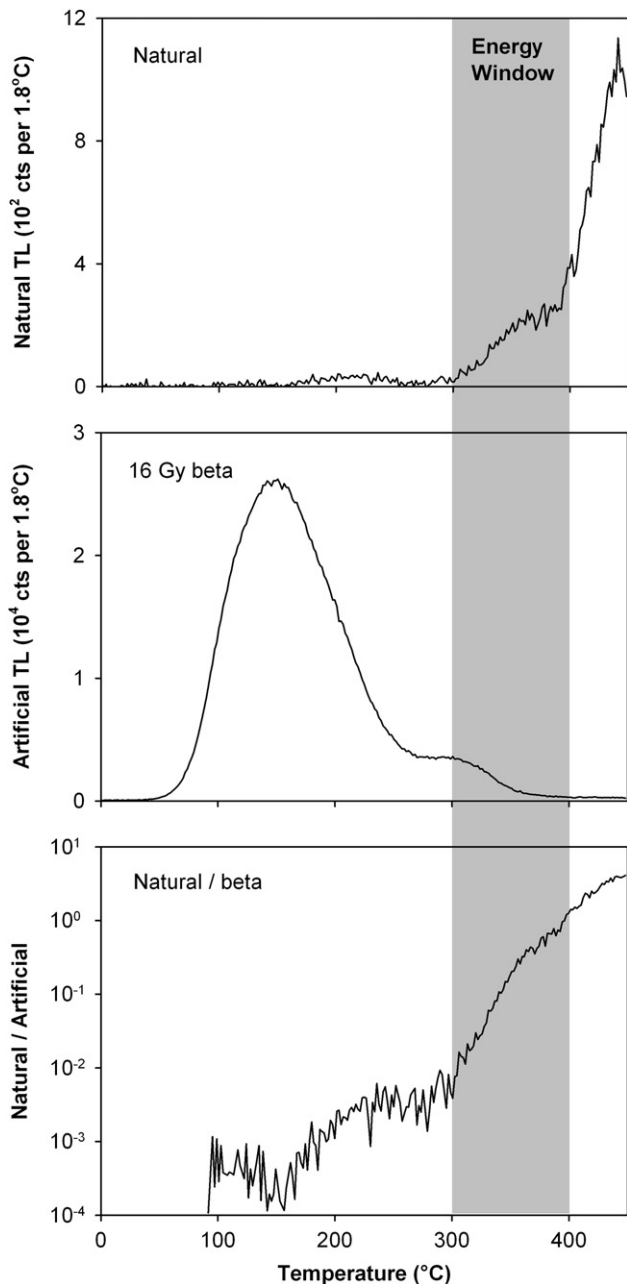 Natural TL (10² cts per 1.8°C)
12
8
4
0
Natural
Energy
Window
Artificial TL (10⁴ cts per 1.8°C)
3
2
1
0
16 Gy beta
Natural / Artificial
10¹
10⁰
10⁻¹
10⁻²
10⁻³
10⁻⁴
Natural / beta
0
100
200
300
400
Temperature (°C)